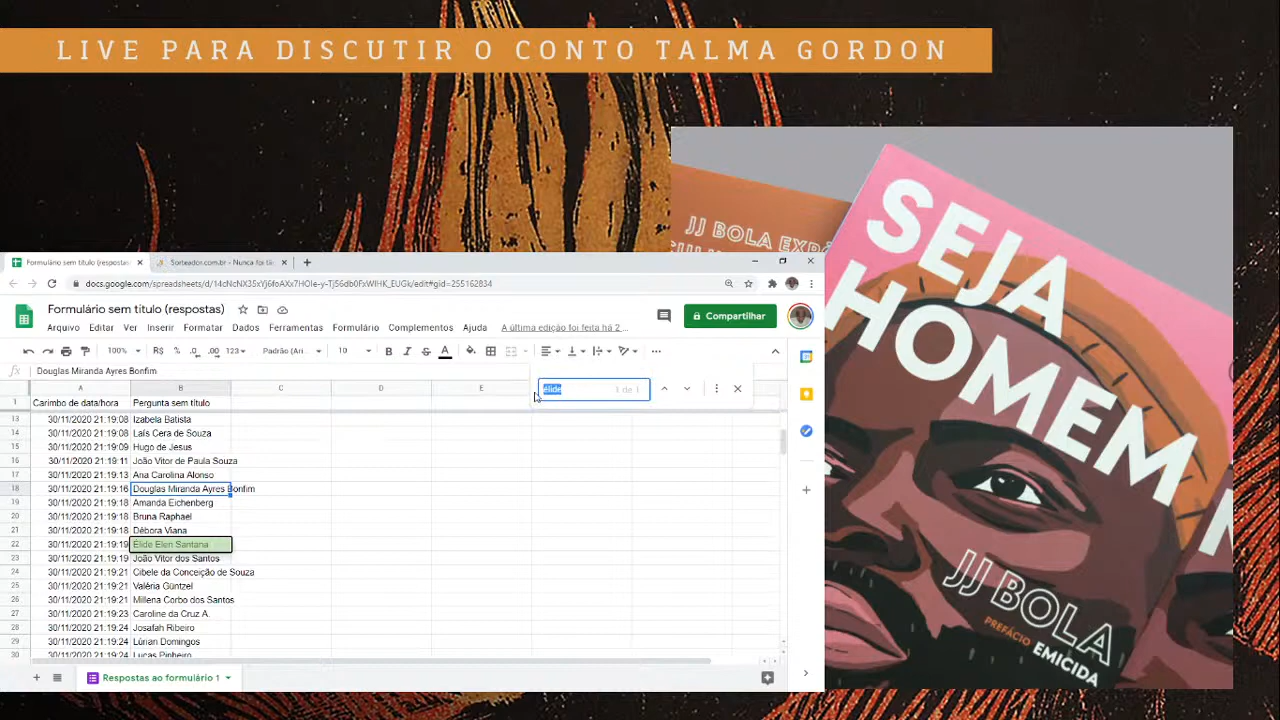 LIVE PARA DISCUTIR O CONTO TALMA GORDON
JJ BOLA
SEJA
HOMEM
JJ BOLA
PREFÁCIO EMICIDA
Formulário sem título (respostas
Sorteador.com.br - Nunca foi tã
Formulário sem título (respostas)
Arquivo Editar Ver Inserir Formatar Dados Ferramentas Formulário Complementos Ajuda A última edição foi feita há 2 ...
Compartilhar
100% R$ % .0 .00 123 Padrão (Ari... 10
Douglas Miranda Ayres Bonfim
élide 1 de 1
A B C D E
1 Carimbo de data/hora Pergunta sem título
13 30/11/2020 21:19:08 Izabela Batista
14 30/11/2020 21:19:08 Laís Cera de Souza
15 30/11/2020 21:19:09 Hugo de Jesus
16 30/11/2020 21:19:11 João Vitor de Paula Souza
17 30/11/2020 21:19:13 Ana Carolina Alonso
18 30/11/2020 21:19:16 Douglas Miranda Ayres Bonfim
19 30/11/2020 21:19:18 Amanda Eichenberg
20 30/11/2020 21:19:18 Bruna Raphael
21 30/11/2020 21:19:18 Débora Viana
22 30/11/2020 21:19:19 Élide Elen Santana
23 30/11/2020 21:19:19 João Vitor dos Santos
24 30/11/2020 21:19:21 Cibele da Conceição de Souza
25 30/11/2020 21:19:21 Valéria Güntzel
26 30/11/2020 21:19:21 Millena Corbo dos Santos
27 30/11/2020 21:19:23 Caroline da Cruz A.
28 30/11/2020 21:19:24 Josafah Ribeiro
29 30/11/2020 21:19:24 Lúrian Domingos
30 30/11/2020 21:19:24 Lucas Pinheiro
Respostas ao formulário 1